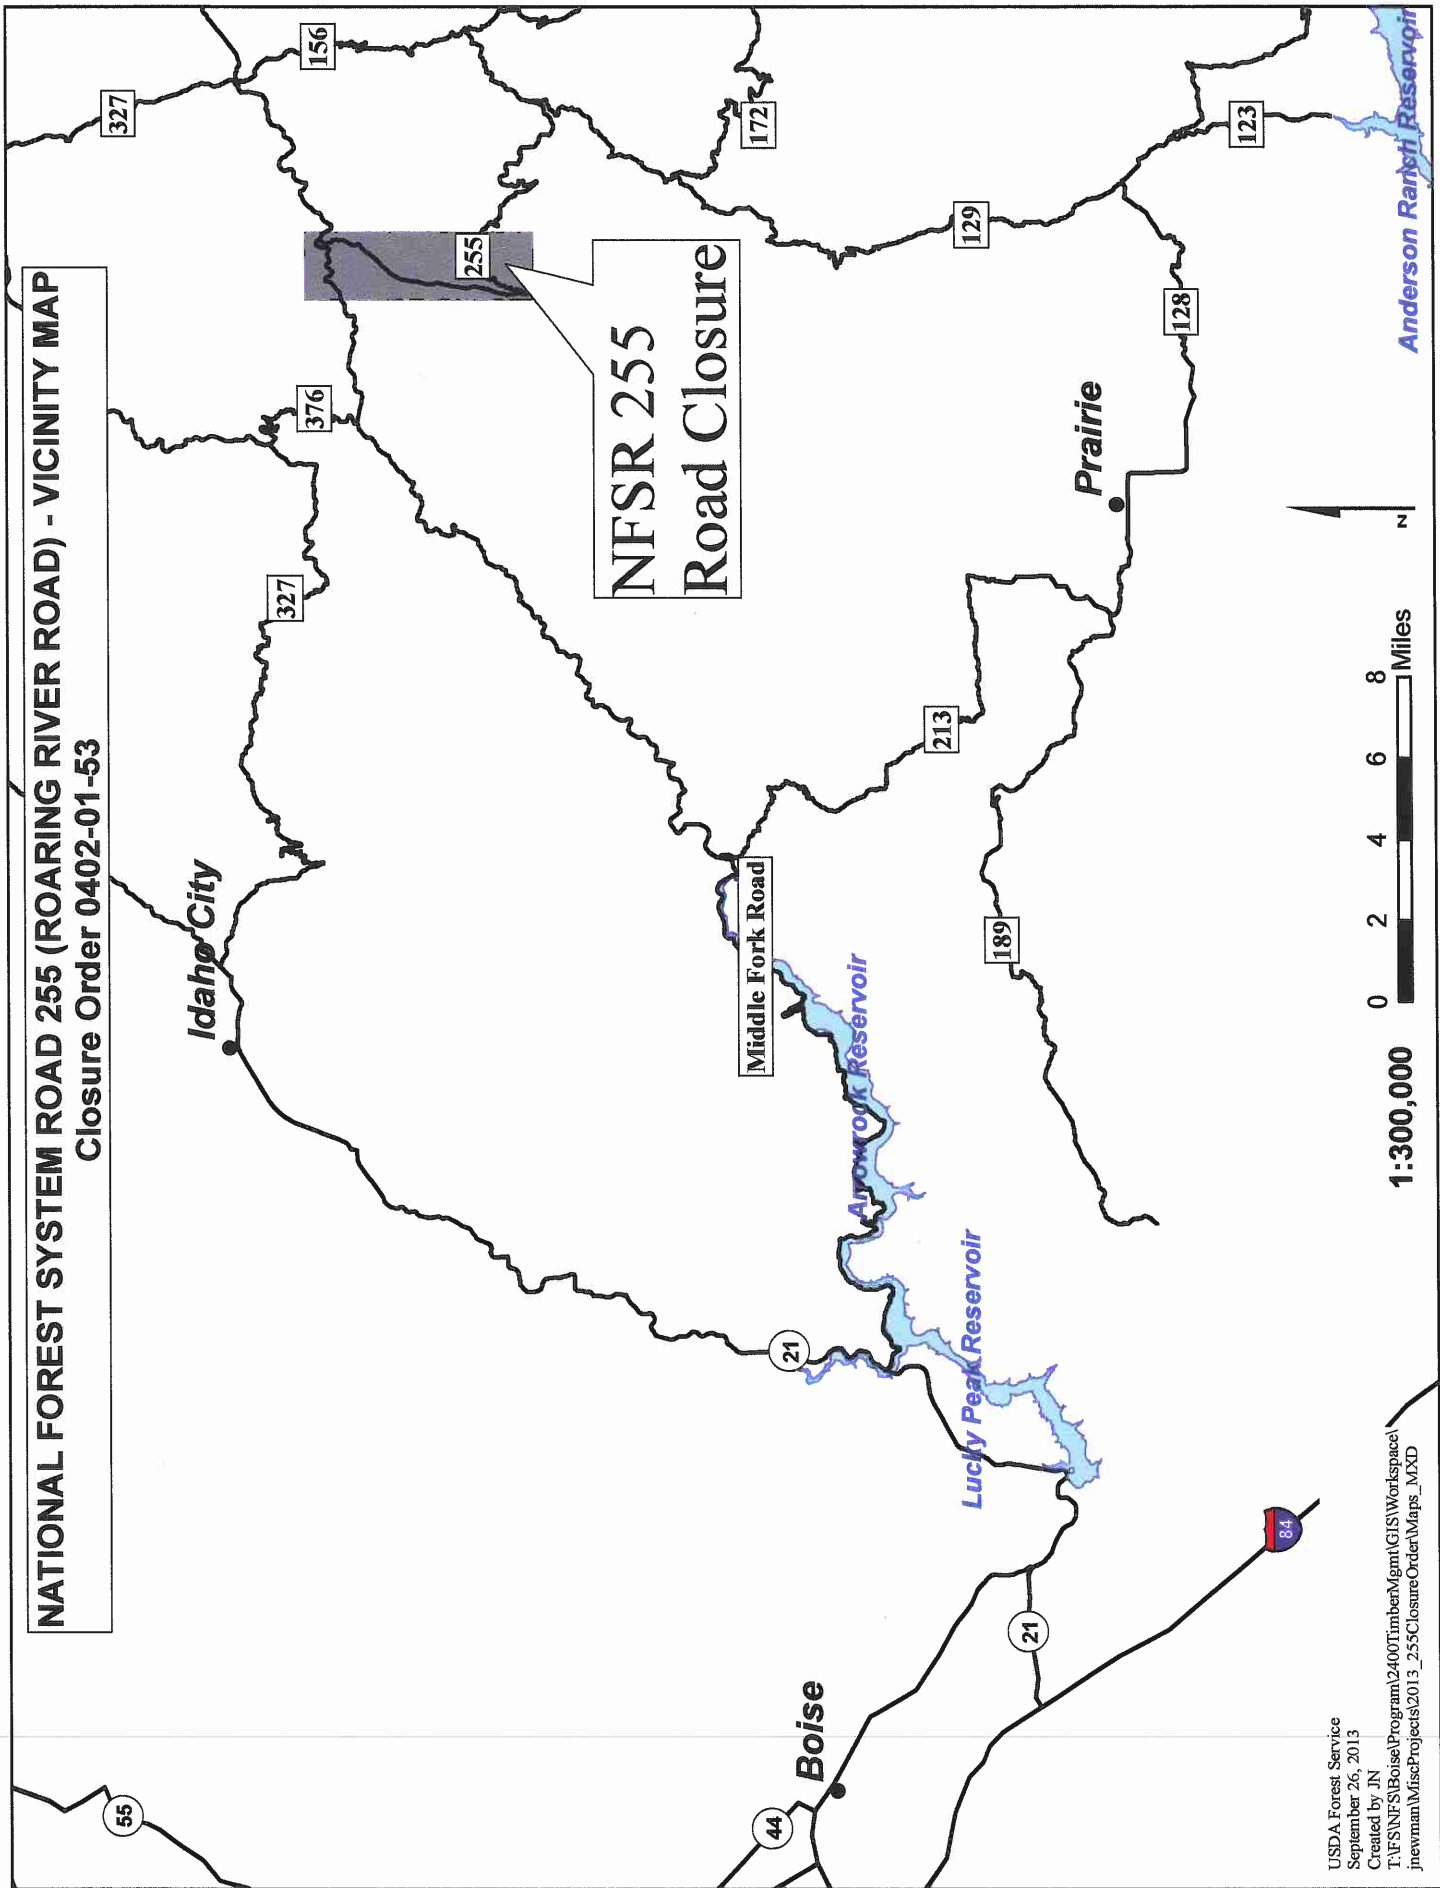 NATIONAL FOREST SYSTEM ROAD 255 (ROARING RIVER ROAD) - VICINITY MAP
Closure Order 0402-01-53
55
44
Boise
21
84
21
Lucky Peak Reservoir
Arrowrock Reservoir
Idaho City
Middle Fork Road
189
213
327
376
327
156
255
NFSR 255
Road Closure
172
129
123
128
Prairie
Anderson Ranch Reservoir
N
1:300,000
0 2 4 6 8 Miles
USDA Forest Service
September 26, 2013
Created by JN
T:\FS\NFS\Boise\Program\2400TimberMgmt\GIS\Workspace\
jnewman\MiscProjects\2013_255ClosureOrder\Maps_MXD